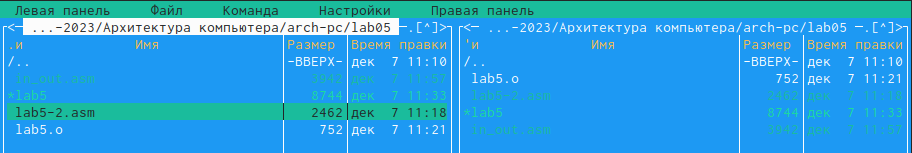 Левая панель Файл Команда Настройки Правая панель
<─ ...-2023/Архитектура компьютера/arch-pc/lab05 ─.[^]> <─ ...-2023/Архитектура компьютера/arch-pc/lab05 ─.[^]>
.и Имя Размер Время правки 'и Имя Размер Время правки
/.. -ВВЕРХ- дек 7 11:10 /.. -ВВЕРХ- дек 7 11:10
in_out.asm 3942 дек 7 11:57 lab5.o 752 дек 7 11:21
*lab5 8744 дек 7 11:33 lab5-2.asm 2462 дек 7 11:18
lab5-2.asm 2462 дек 7 11:18 *lab5 8744 дек 7 11:33
lab5.o 752 дек 7 11:21 in_out.asm 3942 дек 7 11:57